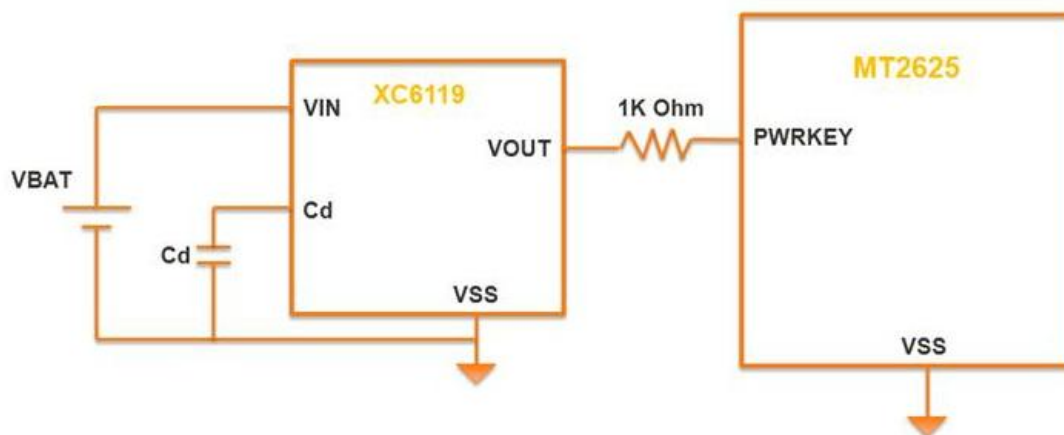 MT2625
XC6119
1K Ohm
VIN
VOUT
PWRKEY
VBAT
Cd
Cd
VSS
VSS